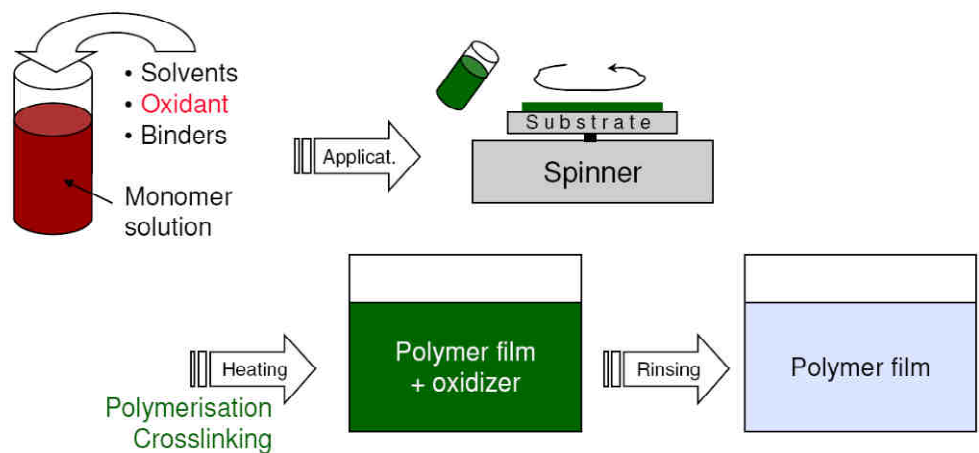 • Solvents
• Oxidant
• Binders
Monomer
solution
Applicat.
Substrate
Spinner
Heating
Polymerisation
Crosslinking
Polymer film
+ oxidizer
Rinsing
Polymer film